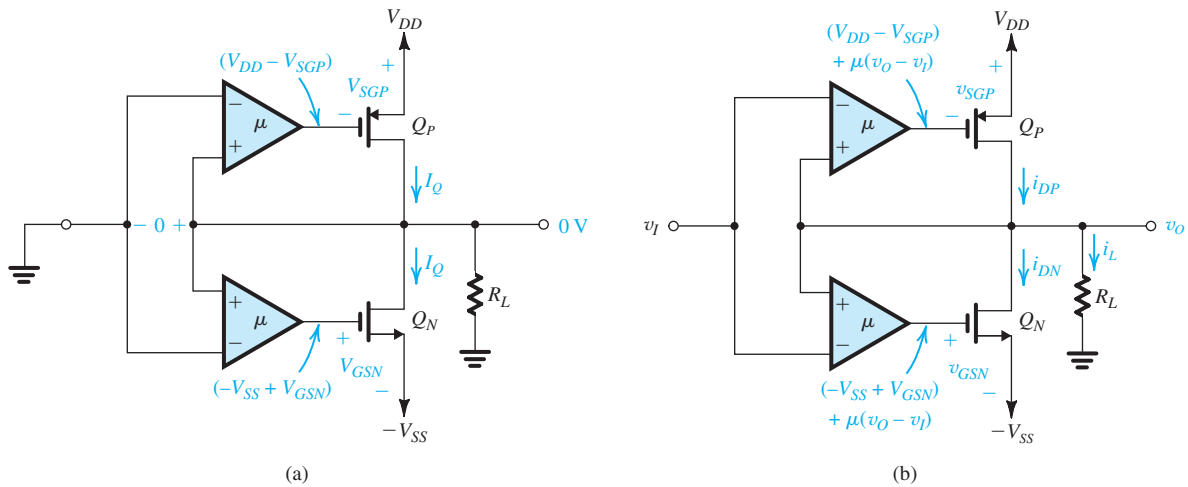 V_DD
(V_DD − V_SGP)
+
V_SGP
−
−
μ
+
Q_P
I_Q
− 0 +
0 V
I_Q
R_L
+
μ
−
Q_N
+
V_GSN
−
(−V_SS + V_GSN)
−V_SS
(a)
V_DD
(V_DD − V_SGP)
+ μ(v_O − v_I)
+
v_SGP
−
−
μ
+
Q_P
i_DP
v_I
v_O
i_DN
i_L
R_L
+
μ
−
Q_N
+
v_GSN
−
(−V_SS + V_GSN)
+ μ(v_O − v_I)
−V_SS
(b)